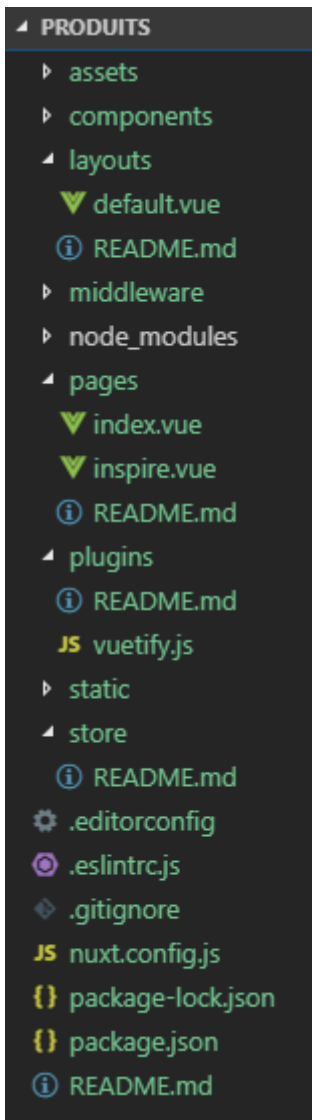 PRODUITS
assets
components
layouts
default.vue
README.md
middleware
node_modules
pages
index.vue
inspire.vue
README.md
plugins
README.md
JS vuetify.js
static
store
README.md
.editorconfig
.eslintrc.js
.gitignore
JS nuxt.config.js
{} package-lock.json
{} package.json
README.md